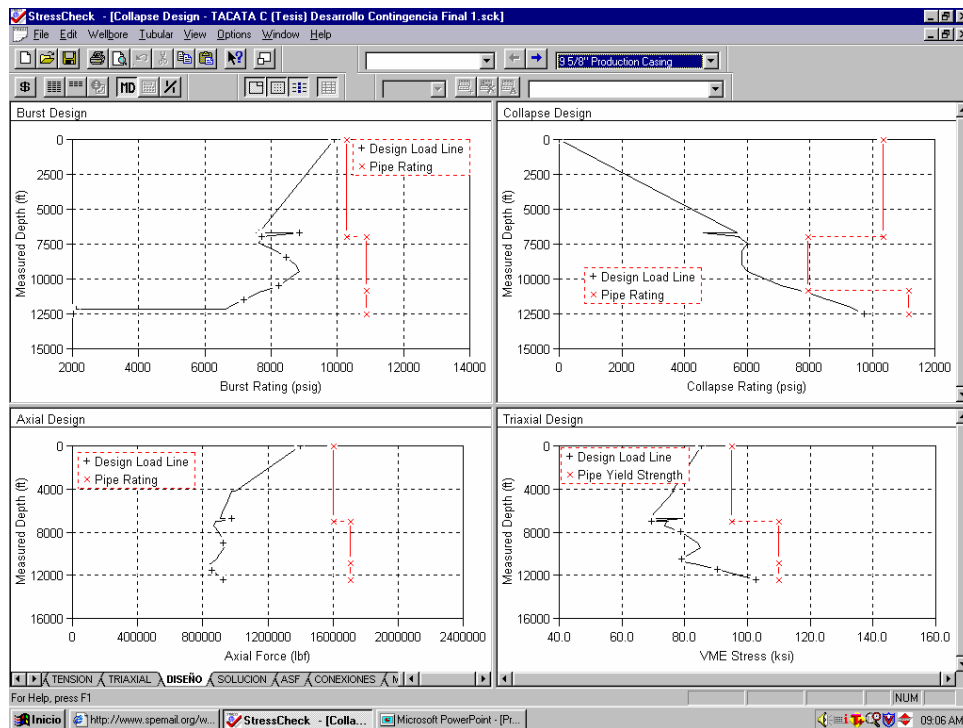 StressCheck - [Collapse Design - TACATA C (Tesis) Desarrollo Contingencia Final 1.sck]
File Edit Wellbore Tubular View Options Window Help
9 5/8" Production Casing
$ MD 1/1
Burst Design
0
2500
5000
7500
10000
12500
15000
Measured Depth (ft)
Design Load Line
Pipe Rating
2000 4000 6000 8000 10000 12000 14000
Burst Rating (psig)
Collapse Design
0
2500
5000
7500
10000
12500
15000
Measured Depth (ft)
Design Load Line
Pipe Rating
0 2000 4000 6000 8000 10000 12000
Collapse Rating (psig)
Axial Design
0
4000
8000
12000
16000
Measured Depth (ft)
Design Load Line
Pipe Rating
0 400000 800000 1200000 1600000 2000000 2400000
Axial Force (lbf)
Triaxial Design
0
4000
8000
12000
16000
Measured Depth (ft)
Design Load Line
Pipe Yield Strength
40.0 60.0 80.0 100.0 120.0 140.0 160.0
VME Stress (ksi)
TENSION TRIAXIAL DISEÑO SOLUCION ASF CONEXIONES
For Help, press F1
NUM
Inicio http://www.spemail.org/w... StressCheck - [Colla... Microsoft PowerPoint - [Pr... 09:06 AM